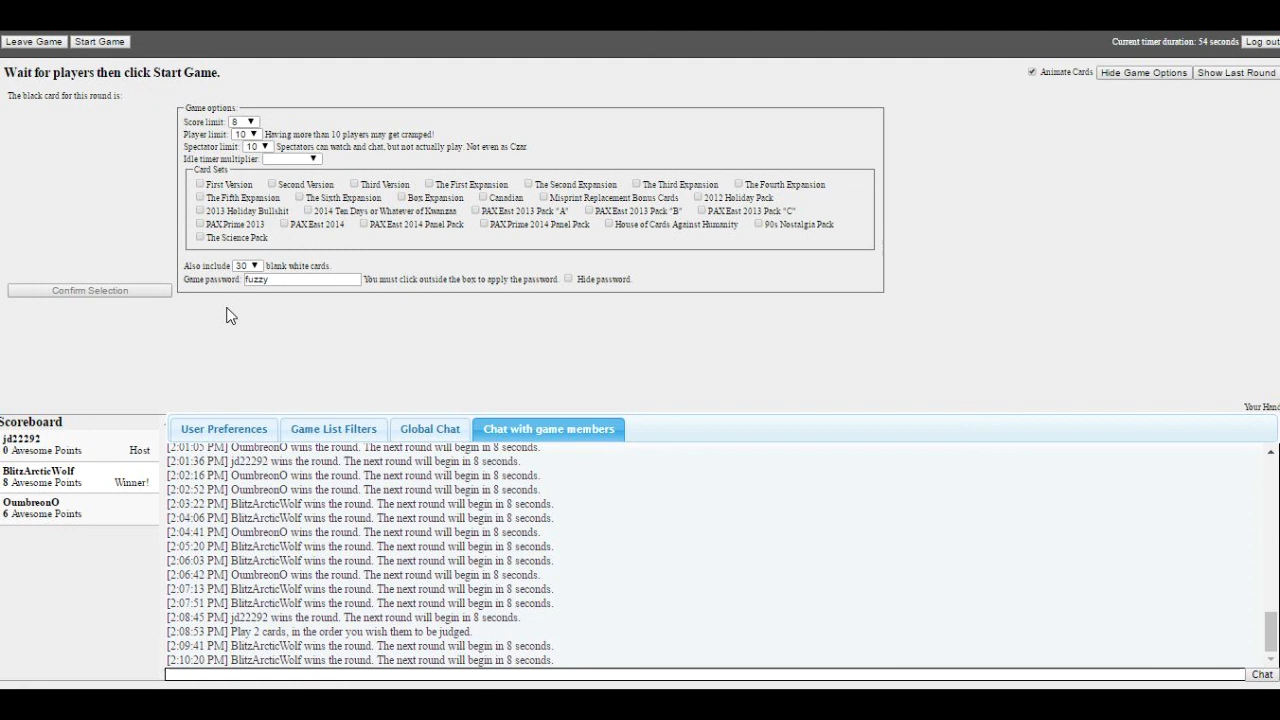 Leave Game Start Game Current timer duration: 54 seconds Log out
Wait for players then click Start Game. Animate Cards Hide Game Options Show Last Round
The black card for this round is:
Game options:
Score limit: 8
Player limit: 10 Having more than 10 players may get cramped!
Spectator limit: 10 Spectators can watch and chat, but not actually play. Not even as Czar.
Idle timer multiplier:
Card Sets
First Version Second Version Third Version The First Expansion The Second Expansion The Third Expansion The Fourth Expansion
The Fifth Expansion The Sixth Expansion Box Expansion Canadian Misprint Replacement Bonus Cards 2012 Holiday Pack
2013 Holiday Bullshit 2014 Ten Days or Whatever of Kwanzaa PAX East 2013 Pack "A" PAX East 2013 Pack "B" PAX East 2013 Pack "C"
PAX Prime 2013 PAX East 2014 PAX East 2014 Panel Pack PAX Prime 2014 Panel Pack House of Cards Against Humanity 90s Nostalgia Pack
The Science Pack
Also include 30 blank white cards.
Game password: fuzzy You must click outside the box to apply the password. Hide password.
Confirm Selection
Your Hand
Scoreboard
jd22292
0 Awesome Points Host
BlitzArcticWolf
8 Awesome Points Winner!
OumbreonO
6 Awesome Points
User Preferences Game List Filters Global Chat Chat with game members
[2:01:05 PM] OumbreonO wins the round. The next round will begin in 8 seconds.
[2:01:36 PM] jd22292 wins the round. The next round will begin in 8 seconds.
[2:02:16 PM] OumbreonO wins the round. The next round will begin in 8 seconds.
[2:02:52 PM] OumbreonO wins the round. The next round will begin in 8 seconds.
[2:03:22 PM] BlitzArcticWolf wins the round. The next round will begin in 8 seconds.
[2:04:06 PM] BlitzArcticWolf wins the round. The next round will begin in 8 seconds.
[2:04:41 PM] OumbreonO wins the round. The next round will begin in 8 seconds.
[2:05:20 PM] BlitzArcticWolf wins the round. The next round will begin in 8 seconds.
[2:06:03 PM] BlitzArcticWolf wins the round. The next round will begin in 8 seconds.
[2:06:42 PM] OumbreonO wins the round. The next round will begin in 8 seconds.
[2:07:13 PM] BlitzArcticWolf wins the round. The next round will begin in 8 seconds.
[2:07:51 PM] BlitzArcticWolf wins the round. The next round will begin in 8 seconds.
[2:08:45 PM] jd22292 wins the round. The next round will begin in 8 seconds.
[2:08:53 PM] Play 2 cards, in the order you wish them to be judged.
[2:09:41 PM] BlitzArcticWolf wins the round. The next round will begin in 8 seconds.
[2:10:20 PM] BlitzArcticWolf wins the round. The next round will begin in 8 seconds.
Chat